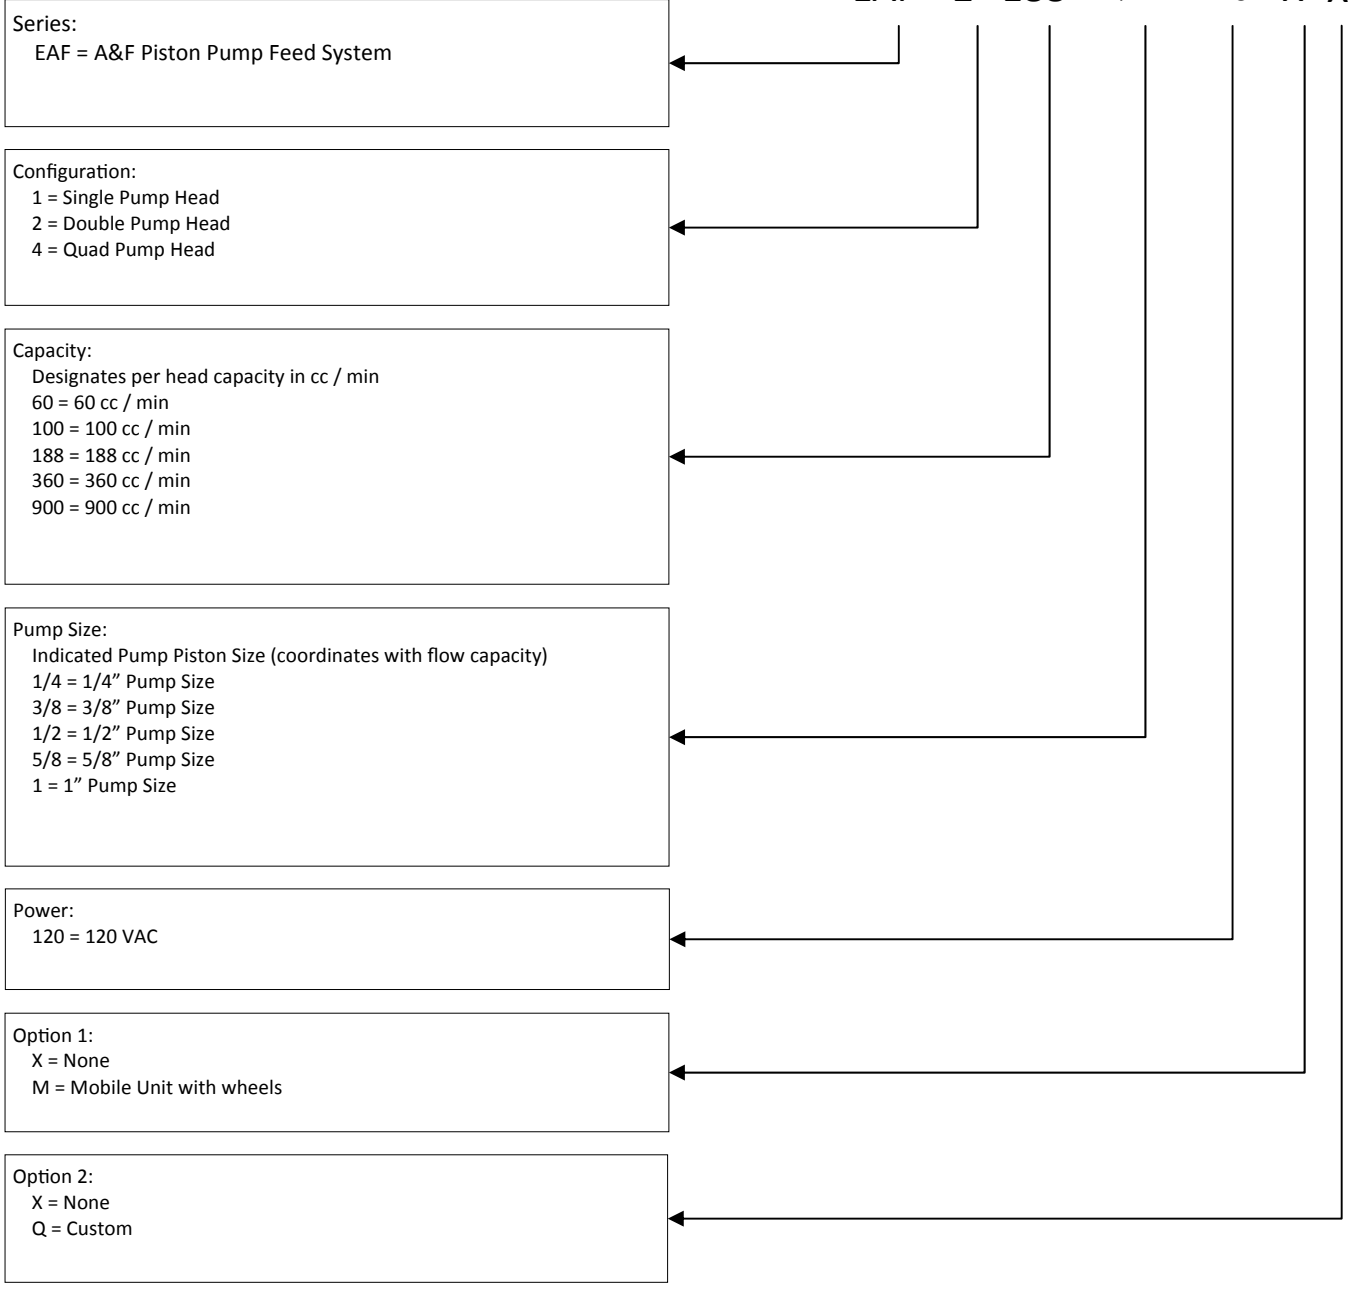 Series:
EAF = A&F Piston Pump Feed System
Configuration:
1 = Single Pump Head
2 = Double Pump Head
4 = Quad Pump Head
Capacity:
Designates per head capacity in cc / min
60 = 60 cc / min
100 = 100 cc / min
188 = 188 cc / min
360 = 360 cc / min
900 = 900 cc / min
Pump Size:
Indicated Pump Piston Size (coordinates with flow capacity)
1/4 = 1/4” Pump Size
3/8 = 3/8” Pump Size
1/2 = 1/2” Pump Size
5/8 = 5/8” Pump Size
1 = 1” Pump Size
Power:
120 = 120 VAC
Option 1:
X = None
M = Mobile Unit with wheels
Option 2:
X = None
Q = Custom